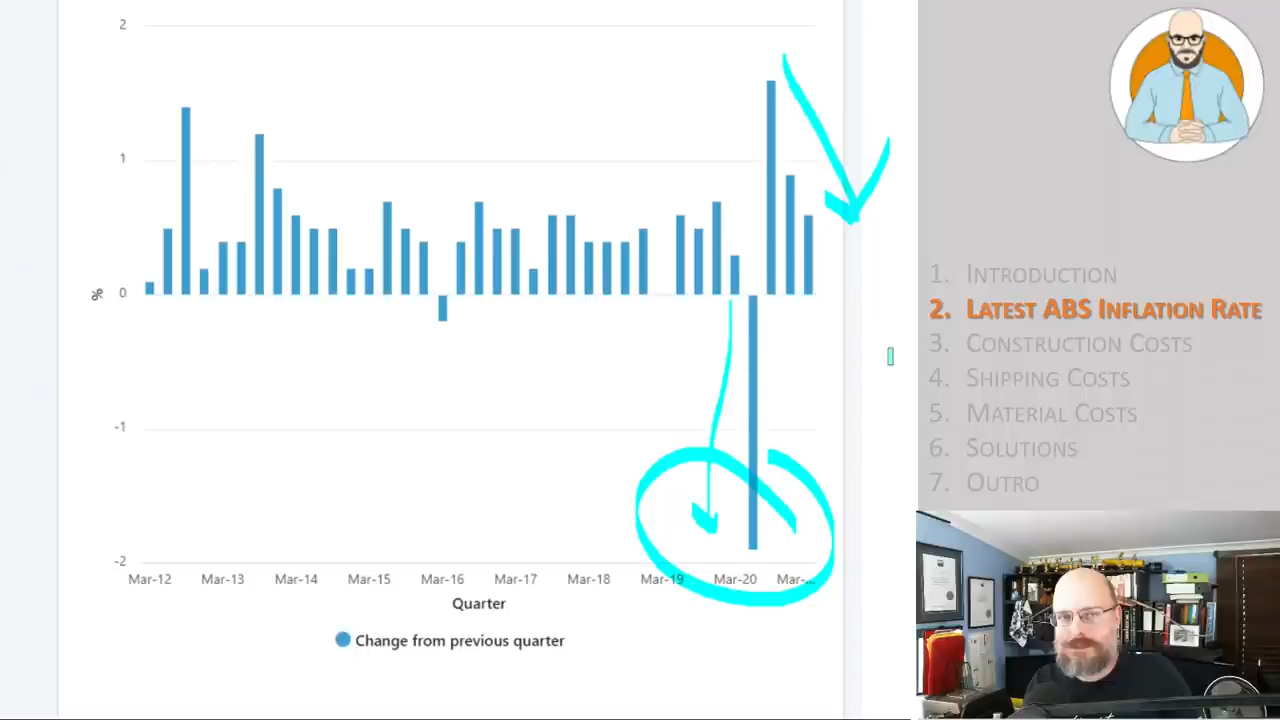 2
1
0
-1
-2
%
Mar-12 Mar-13 Mar-14 Mar-15 Mar-16 Mar-17 Mar-18 Mar-19 Mar-20 Mar-...
Quarter
Change from previous quarter
1. INTRODUCTION
2. LATEST ABS INFLATION RATE
3. CONSTRUCTION COSTS
4. SHIPPING COSTS
5. MATERIAL COSTS
6. SOLUTIONS
7. OUTRO